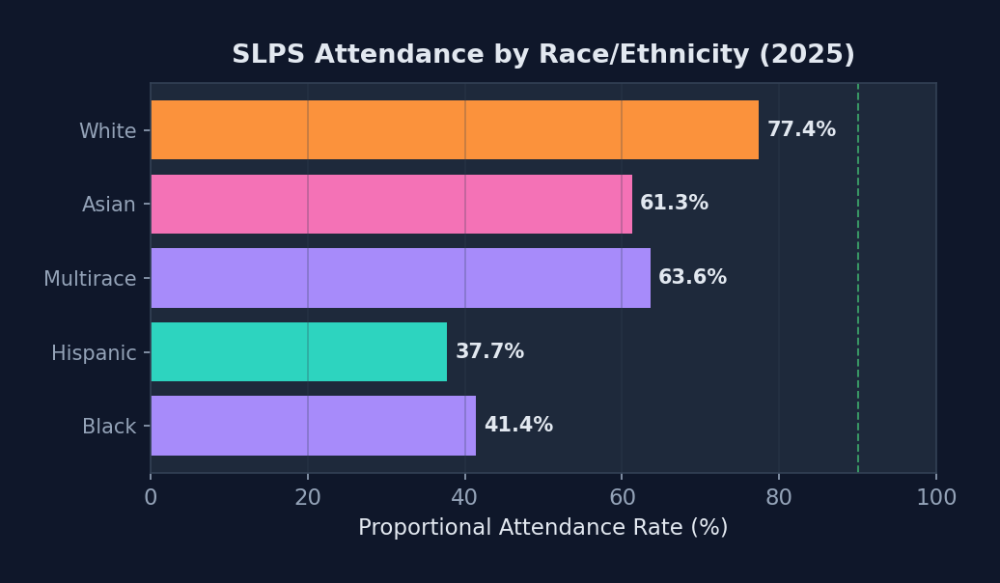 SLPS Attendance by Race/Ethnicity (2025)
White 77.4%
Asian 61.3%
Multirace 63.6%
Hispanic 37.7%
Black 41.4%
0 20 40 60 80 100
Proportional Attendance Rate (%)